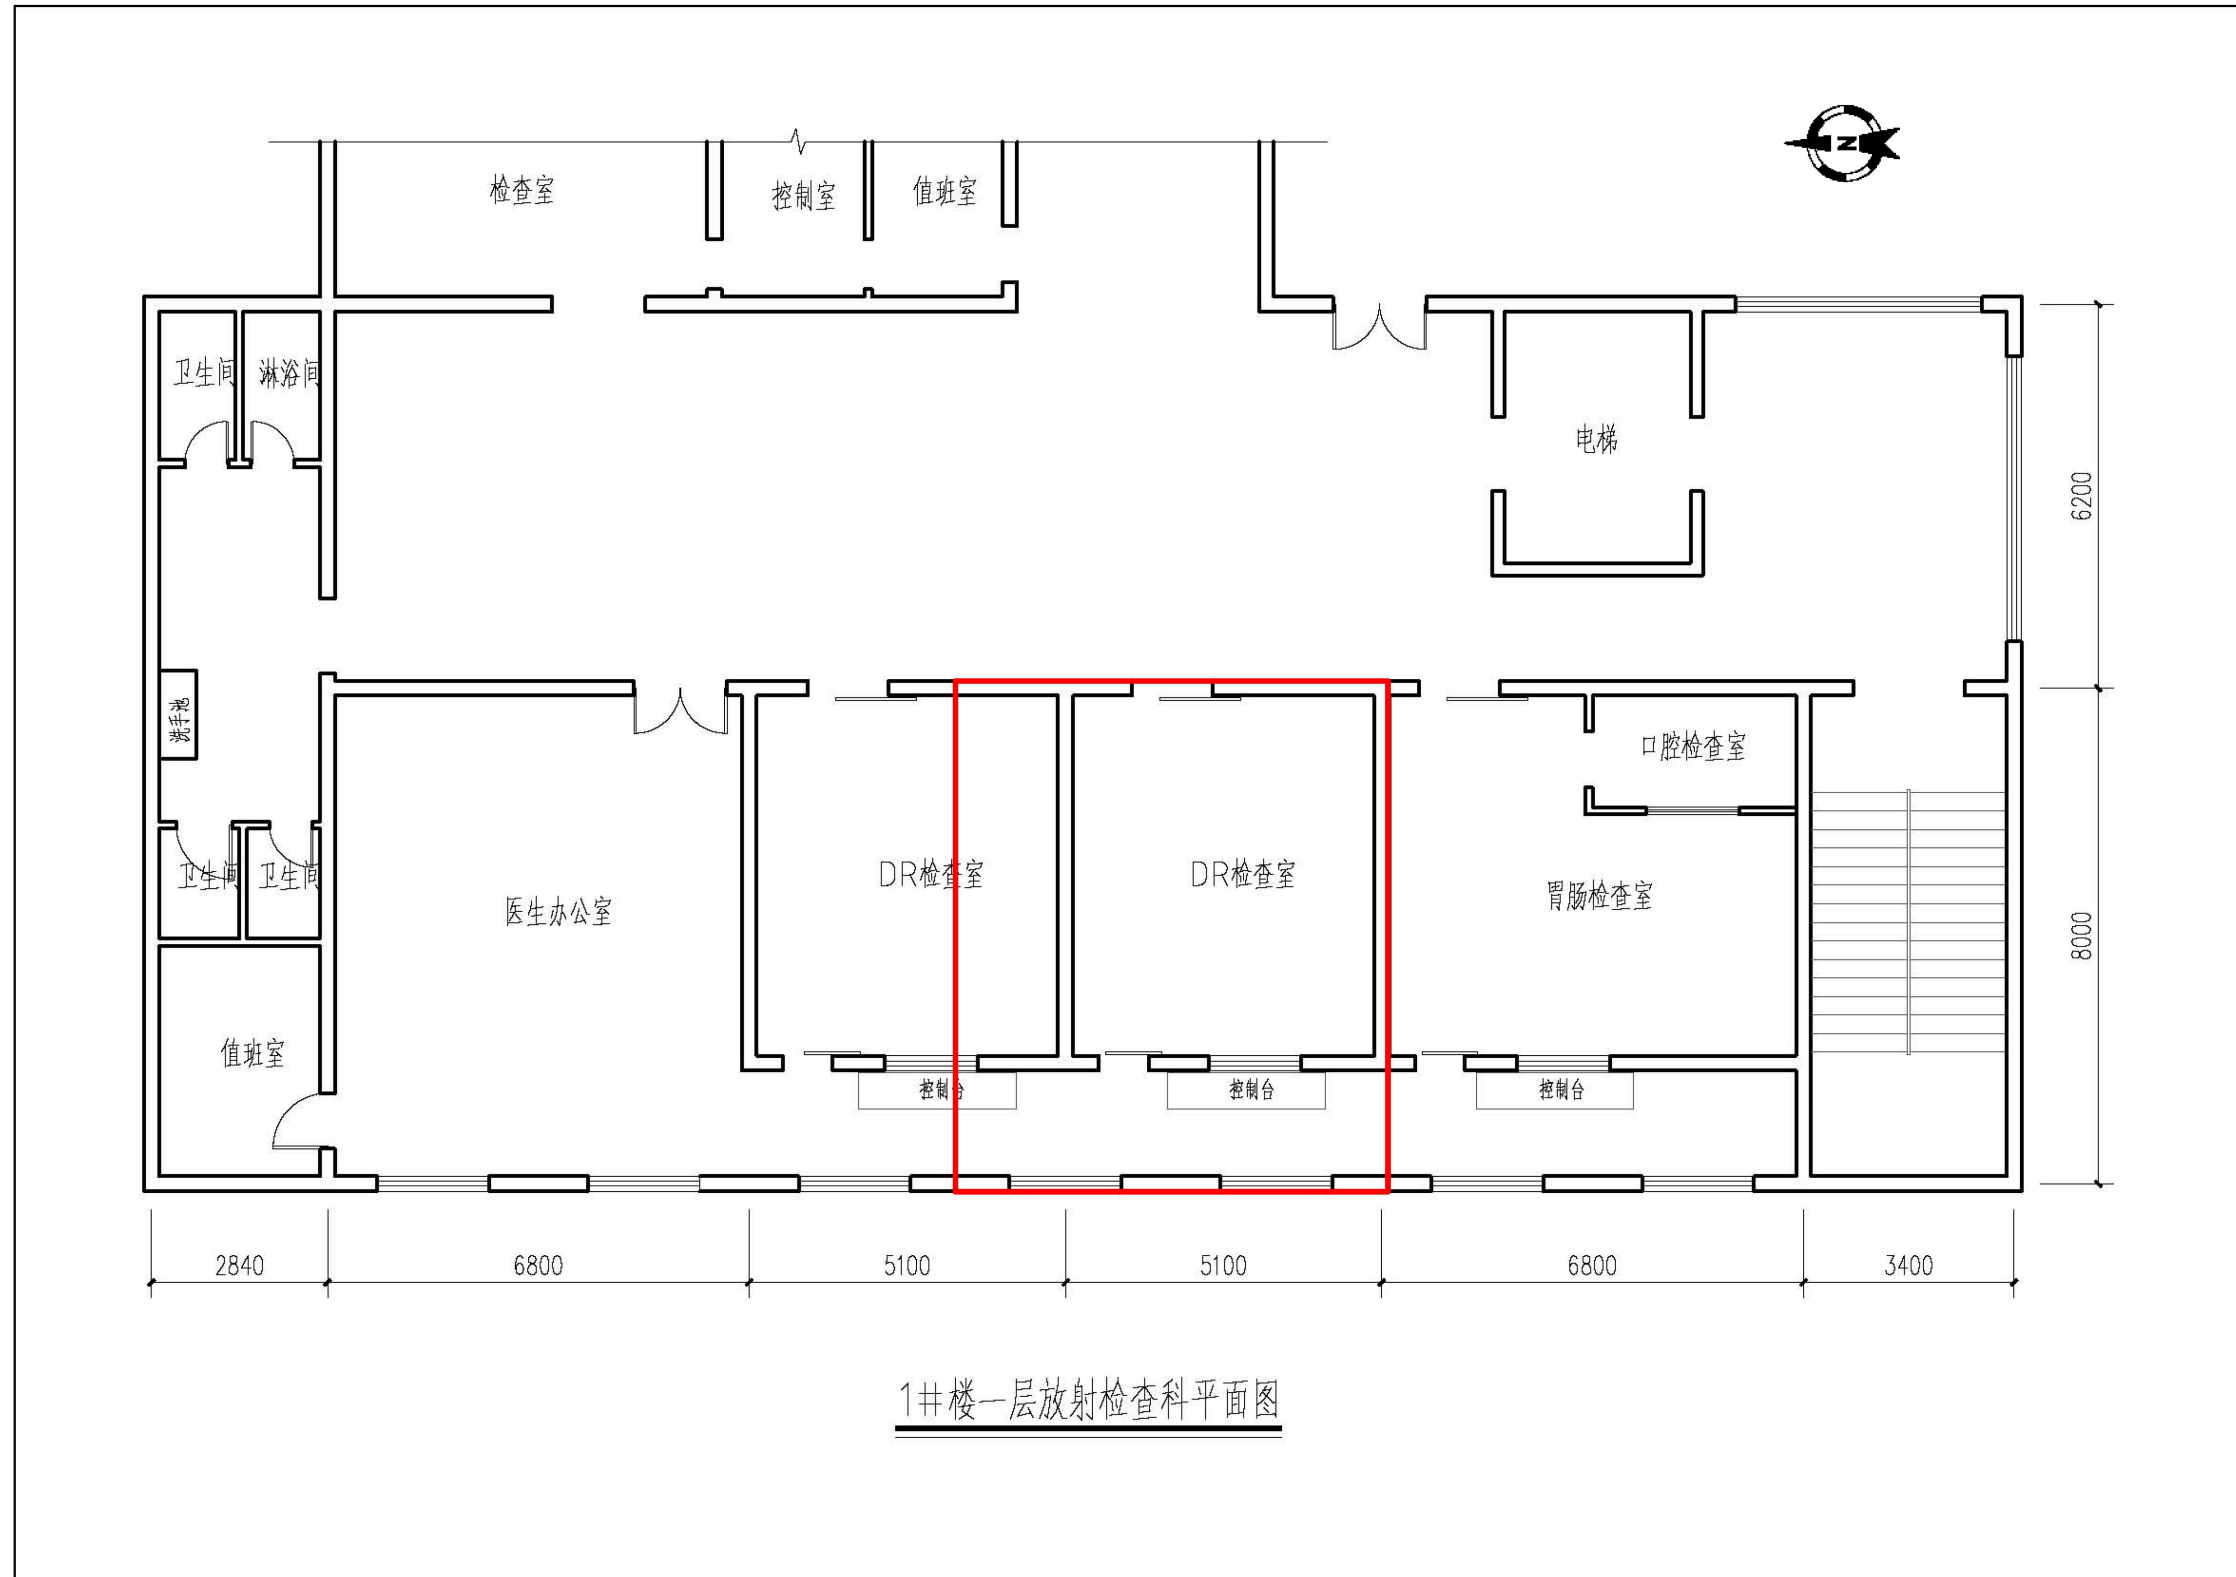 N
检查室
控制室
值班室
卫生间
淋浴间
电梯
6200
洗手池
口腔检查室
DR检查室
DR检查室
卫生间
卫生间
医生办公室
胃肠检查室
8000
值班室
控制台
控制台
控制台
2840
6800
5100
5100
6800
3400
1#楼一层放射检查科平面图